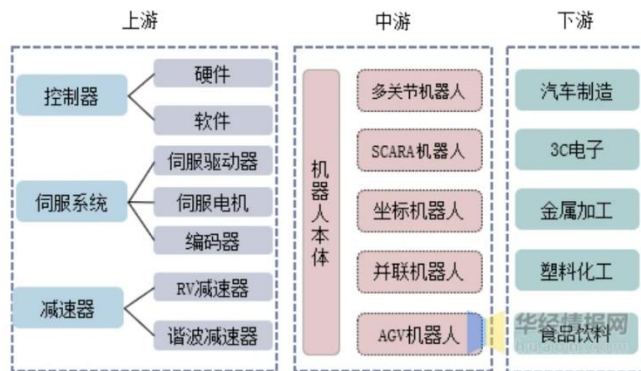 上游
中游
下游
控制器
硬件
软件
伺服系统
伺服驱动器
伺服电机
编码器
减速器
RV减速器
谐波减速器
机器人本体
多关节机器人
SCARA机器人
坐标机器人
并联机器人
AGV机器人
汽车制造
3C电子
金属加工
塑料化工
食品饮料
华经情报网